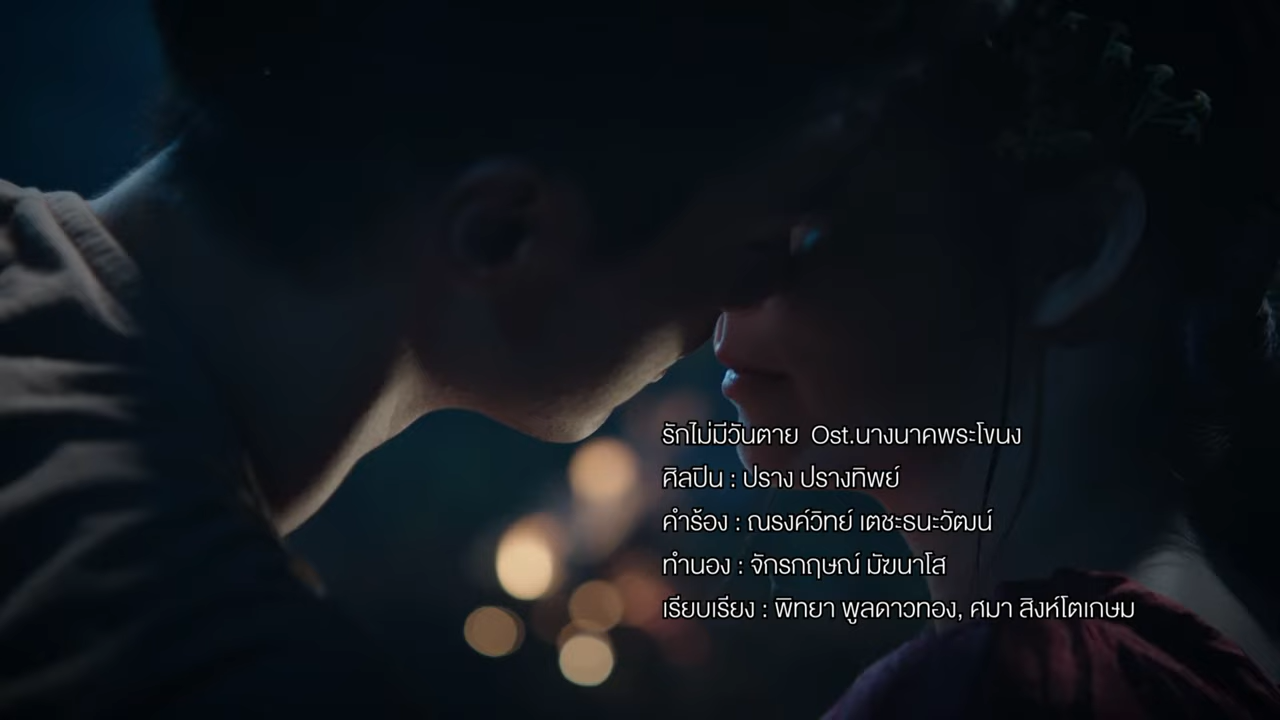 รักไม่มีวันตาย  Ost.นางนาคพระโขนง
ศิลปิน : ปราง ปรางทิพย์
คำร้อง : ณรงค์วิทย์ เตชะธนะวัฒน์
ทำนอง : จักรกฤษณ์ มัฆนาโส
เรียบเรียง : พิทยา พูลดาวทอง, ศมา สิงห์โตเกษม